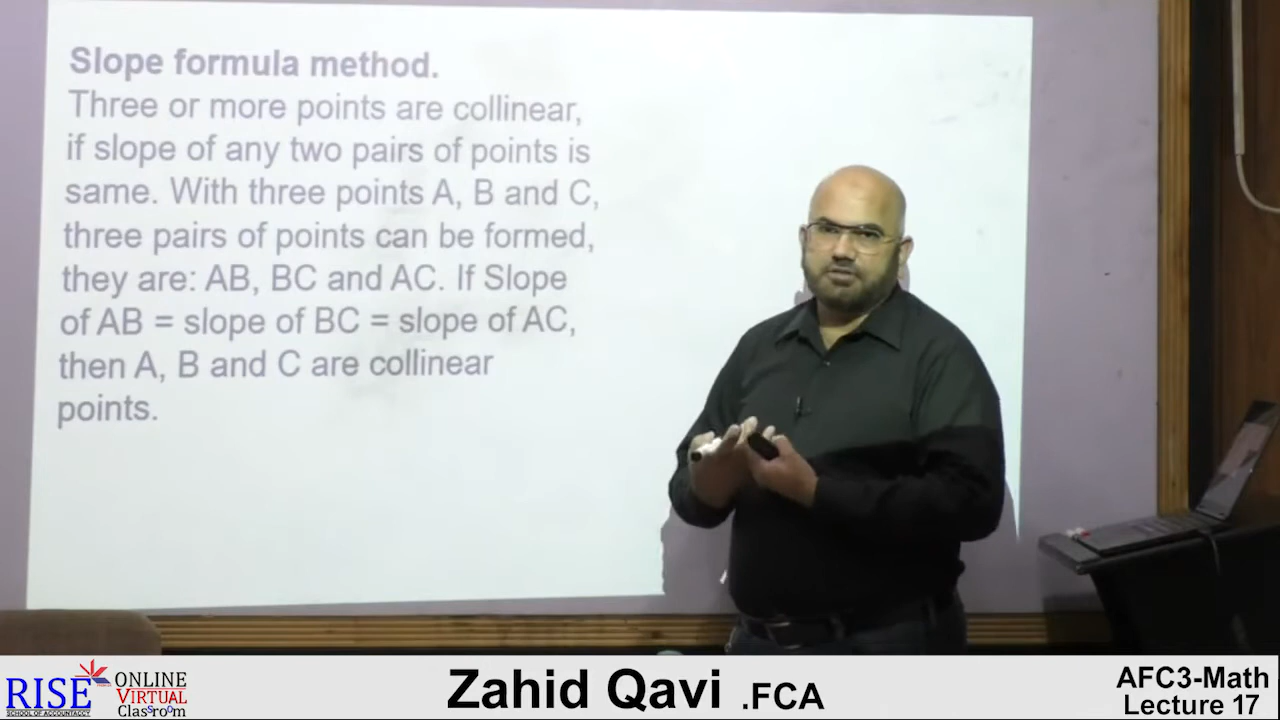 Slope formula method.
Three or more points are collinear,
if slope of any two pairs of points is
same. With three points A, B and C,
three pairs of points can be formed,
they are: AB, BC and AC. If Slope
of AB = slope of BC = slope of AC,
then A, B and C are collinear
points.
RISE
SCHOOL OF ACCOUNTANCY
ONLINE
VIRTUAL
Classroom
Zahid Qavi .FCA
AFC3-Math
Lecture 17